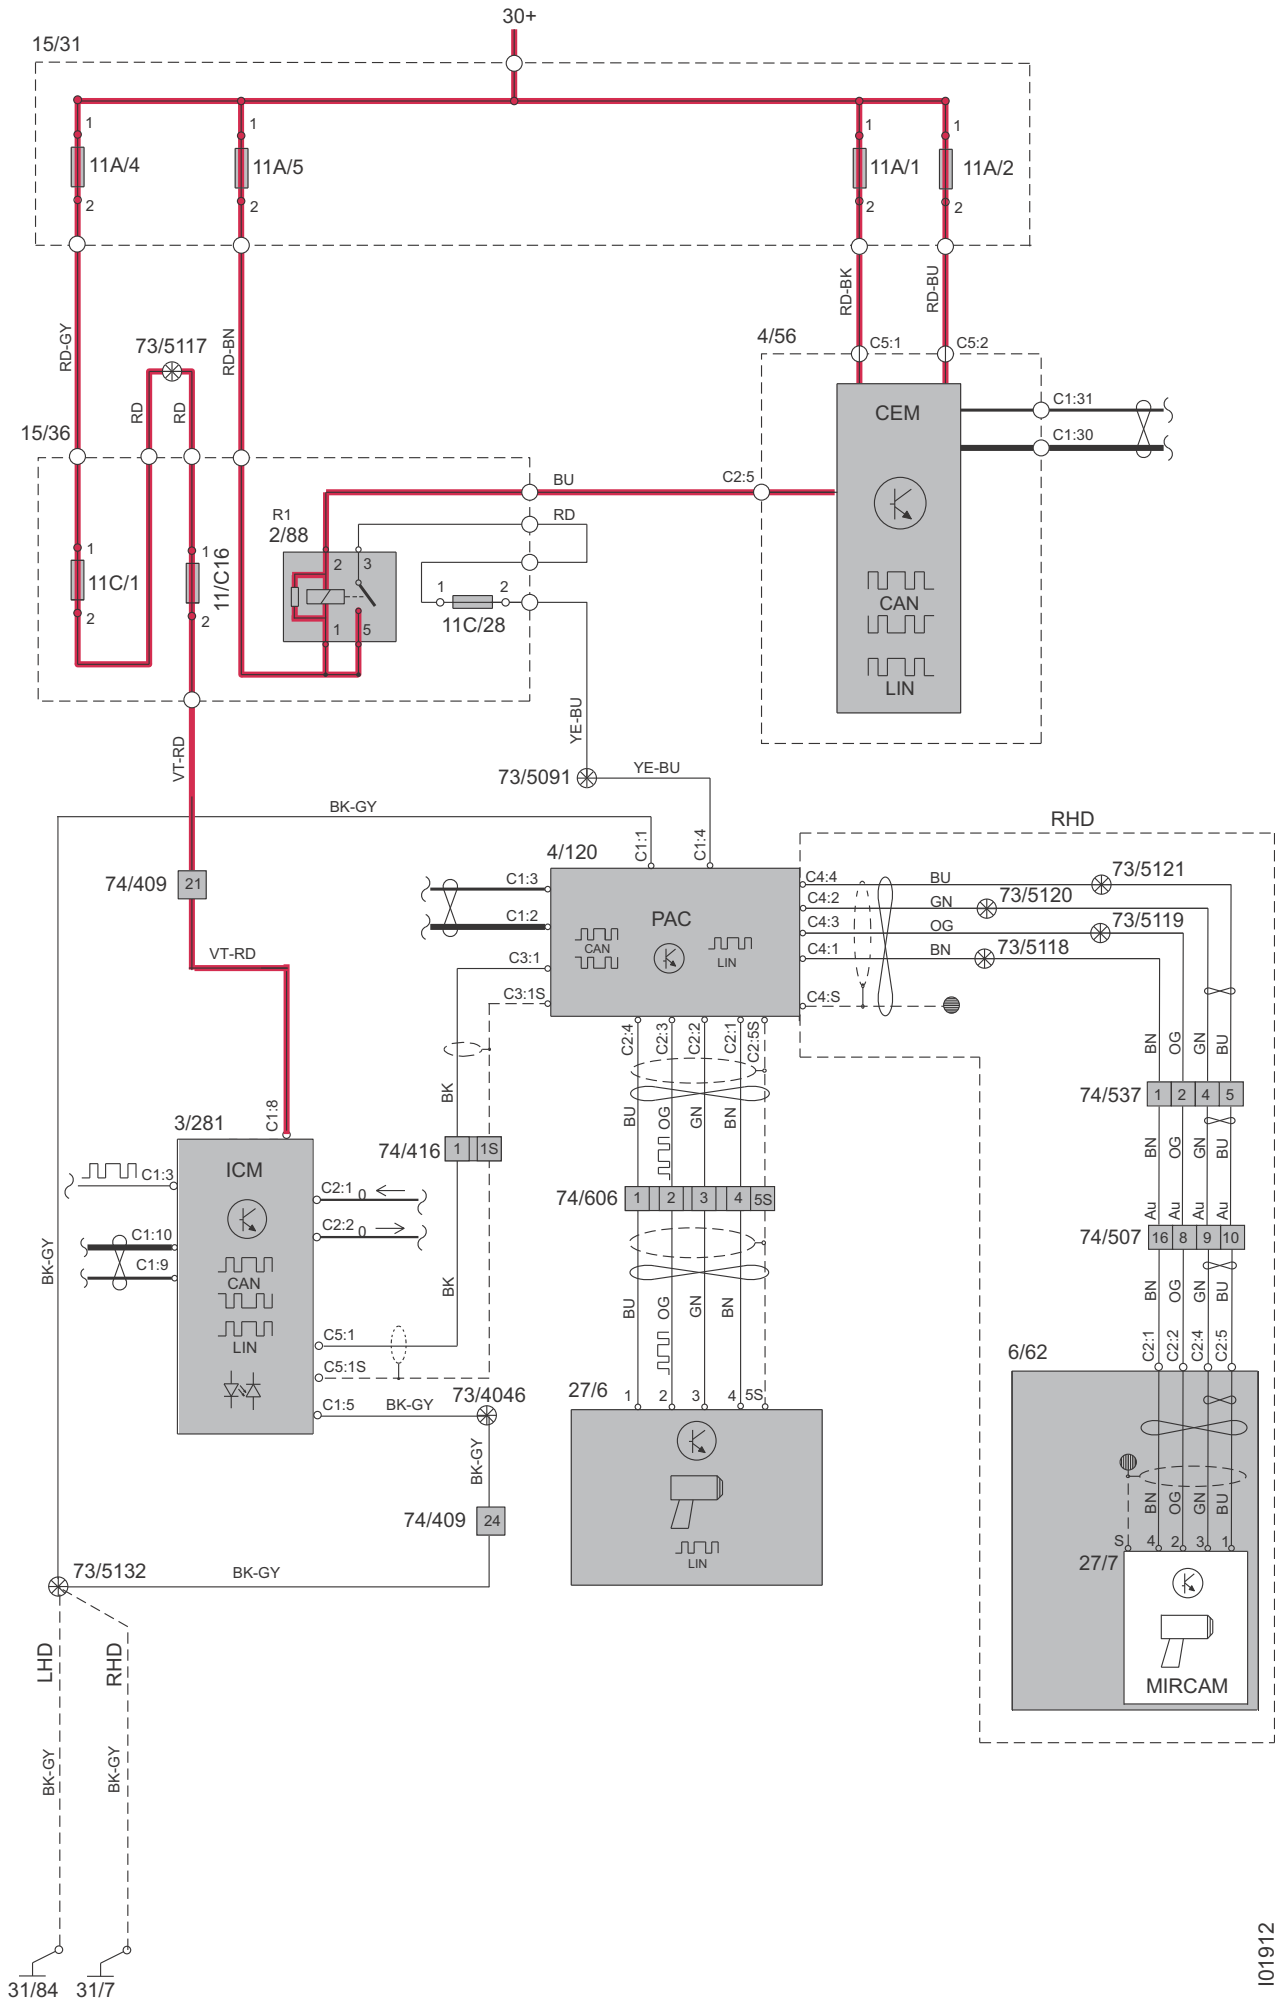 30+
15/31
1
1
1
1
11A/4
11A/5
11A/1
11A/2
2
2
2
2
RD-GY
RD-BN
RD-BK
RD-BU
73/5117
4/56
C5:1
C5:2
RD
RD
CEM
C1:31
C1:30
15/36
BU
C2:5
RD
R1
2/88
2
3
1
5
1
11C/1
2
1
11/C16
2
1
2
11C/28
CAN
LIN
VT-RD
YE-BU
73/5091
YE-BU
BK-GY
C1:1
C1:4
RHD
4/120
74/409
21
C1:3
C1:2
C3:1
C3:1S
PAC
CAN
LIN
C4:4
BU
73/5121
C4:2
GN
73/5120
C4:3
OG
73/5119
C4:1
BN
73/5118
C4:S
VT-RD
C2:4
C2:3
C2:2
C2:1
C2:5S
BN
OG
GN
BU
74/537
1
2
4
5
BK
BU
OG
GN
BN
C1:8
3/281
74/416
1
1S
BN
OG
GN
BU
ICM
C1:3
C2:1
C2:2
0
0
74/606
1
2
3
4
5S
Au
Au
Au
Au
74/507
16
8
9
10
C1:10
C1:9
CAN
LIN
BK-GY
BK
BU
OG
GN
BN
BN
OG
GN
BU
C5:1
C5:1S
C1:5
BK-GY
73/4046
6/62
C2:1
C2:2
C2:4
C2:5
27/6
1
2
3
4
5S
BK-GY
74/409
24
LIN
BN
OG
GN
BU
S
4
2
3
1
27/7
MIRCAM
73/5132
BK-GY
LHD
RHD
BK-GY
BK-GY
31/84
31/7
I01912